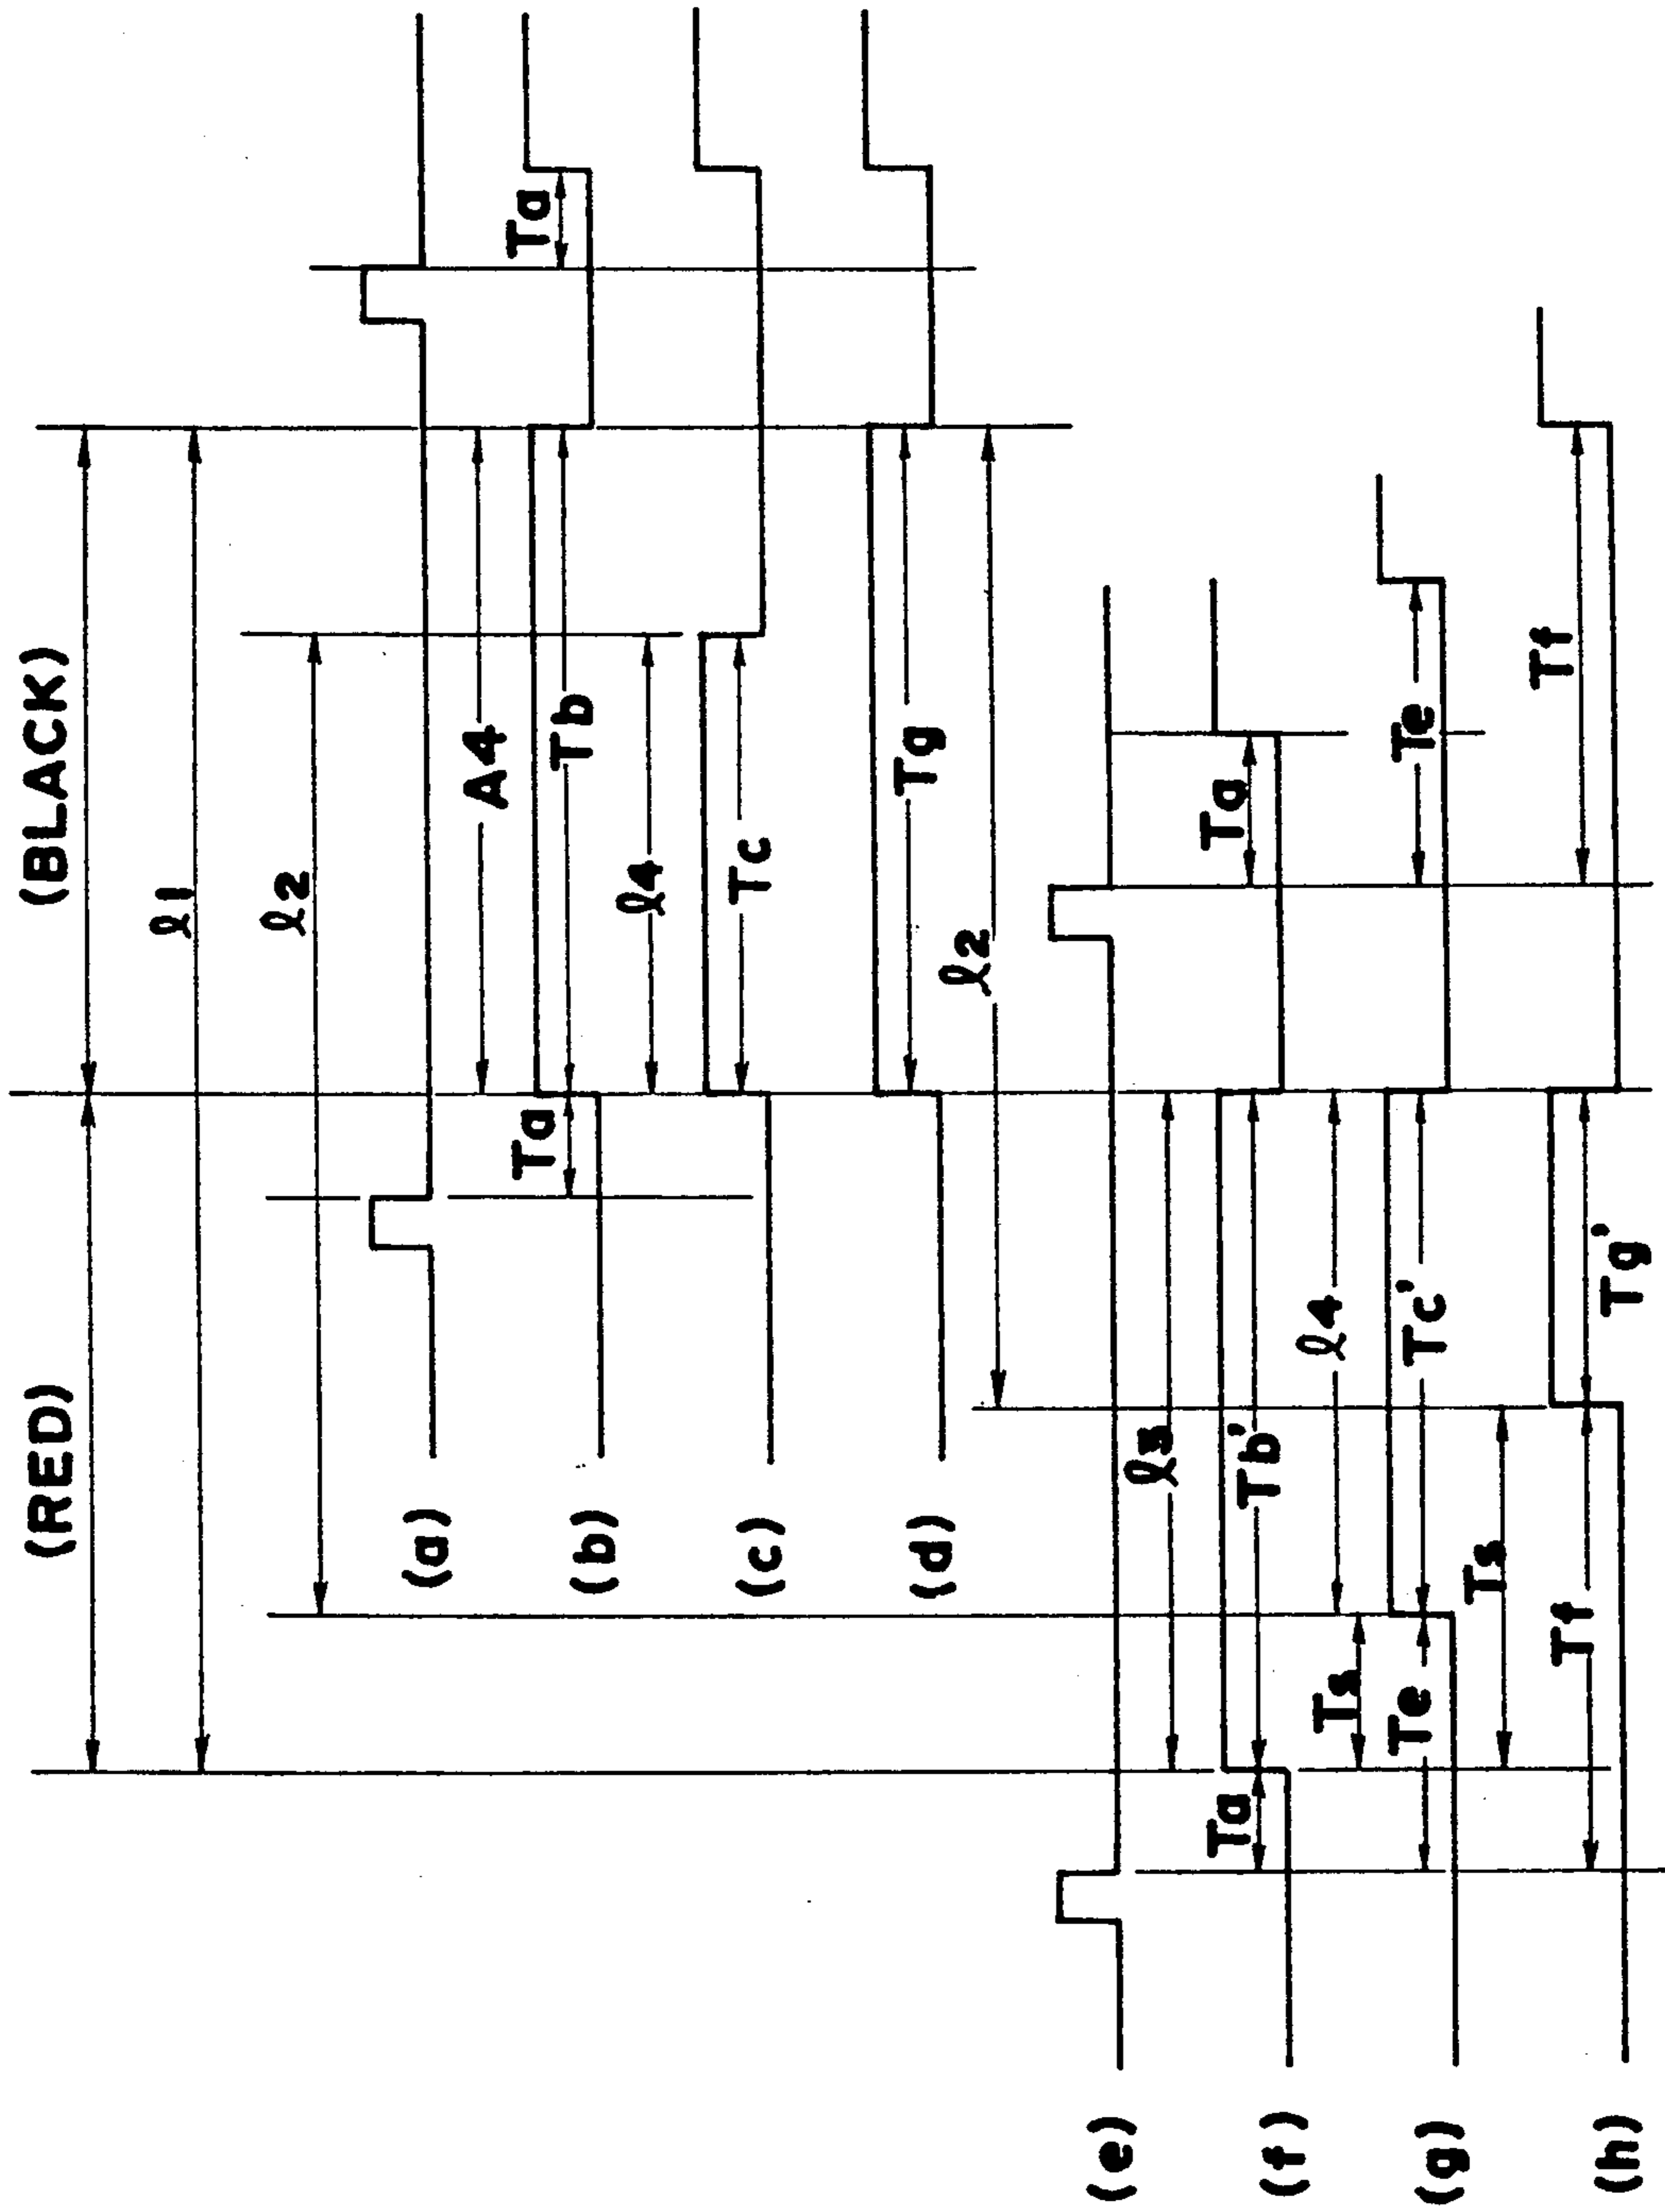 (RED) (BLACK)
ℓ1
ℓ2
(a)
A4
Ta Tb Ta
(b)
ℓ4
Tc
(c)
Tg
(d)
ℓ2
(e)
ℓ3
Ta Tb' Ta
(f)
ℓ4
Ts
Te Tc' Te
(g)
Ts
Tf Tg' Tf
(h)